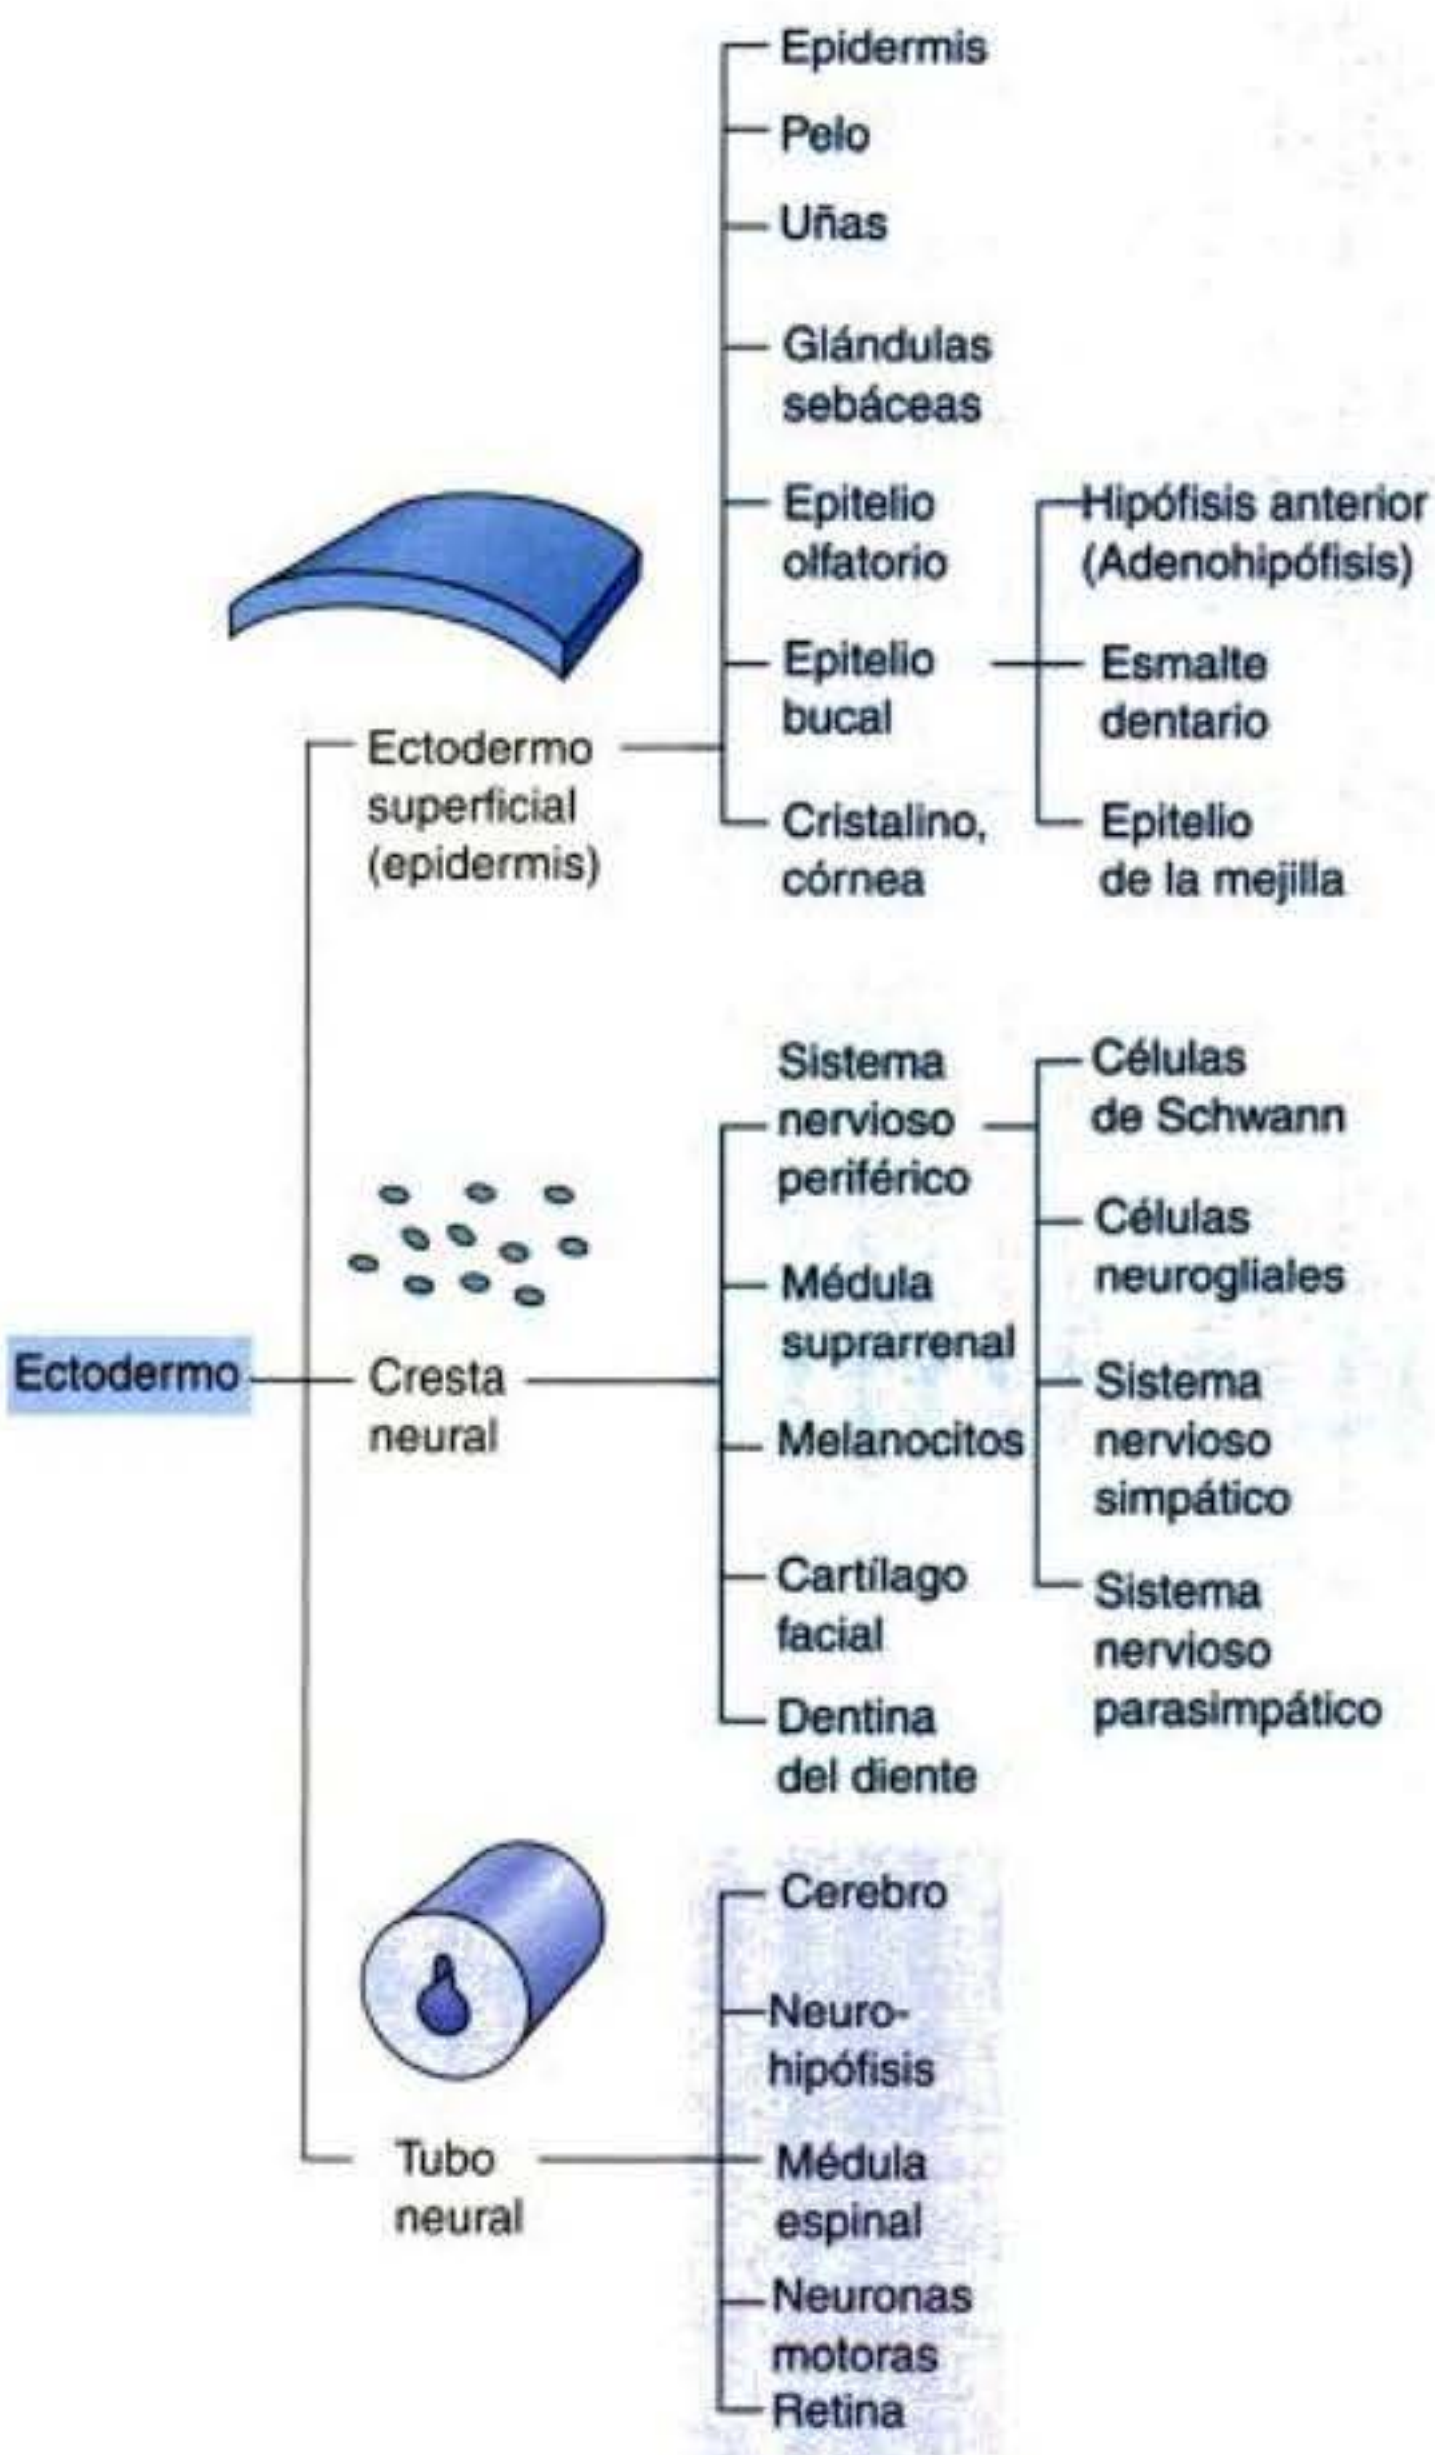 Epidermis
Pelo
Uñas
Glándulas
sebáceas
Epitelio
olfatorio
Hipófisis anterior
(Adenohipófisis)
Epitelio
bucal
Esmalte
dentario
Ectodermo
superficial
(epidermis)
Cristalino,
córnea
Epitelio
de la mejilla
Sistema
nervioso
periférico
Células
de Schwann
Médula
suprarrenal
Células
neurogliales
Ectodermo
Cresta
neural
Melanocitos
Sistema
nervioso
simpático
Cartílago
facial
Sistema
nervioso
parasimpático
Dentina
del diente
Cerebro
Neuro-
hipófisis
Tubo
neural
Médula
espinal
Neuronas
motoras
Retina